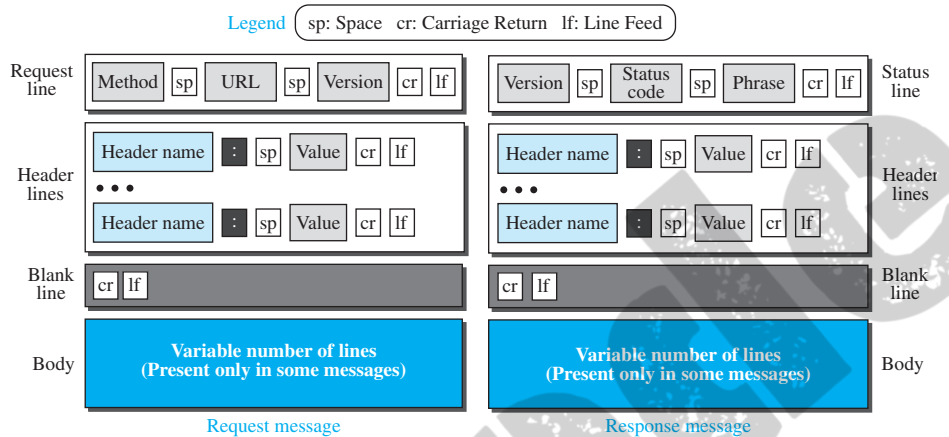 Legend sp: Space cr: Carriage Return lf: Line Feed
Request line
Method sp URL sp Version cr lf
Header lines
Header name : sp Value cr lf
• • •
Header name : sp Value cr lf
Blank line
cr lf
Body
Variable number of lines
(Present only in some messages)
Request message
Version sp Status code sp Phrase cr lf
Status line
Header name : sp Value cr lf
• • •
Header name : sp Value cr lf
Header lines
cr lf
Blank line
Variable number of lines
(Present only in some messages)
Body
Response message